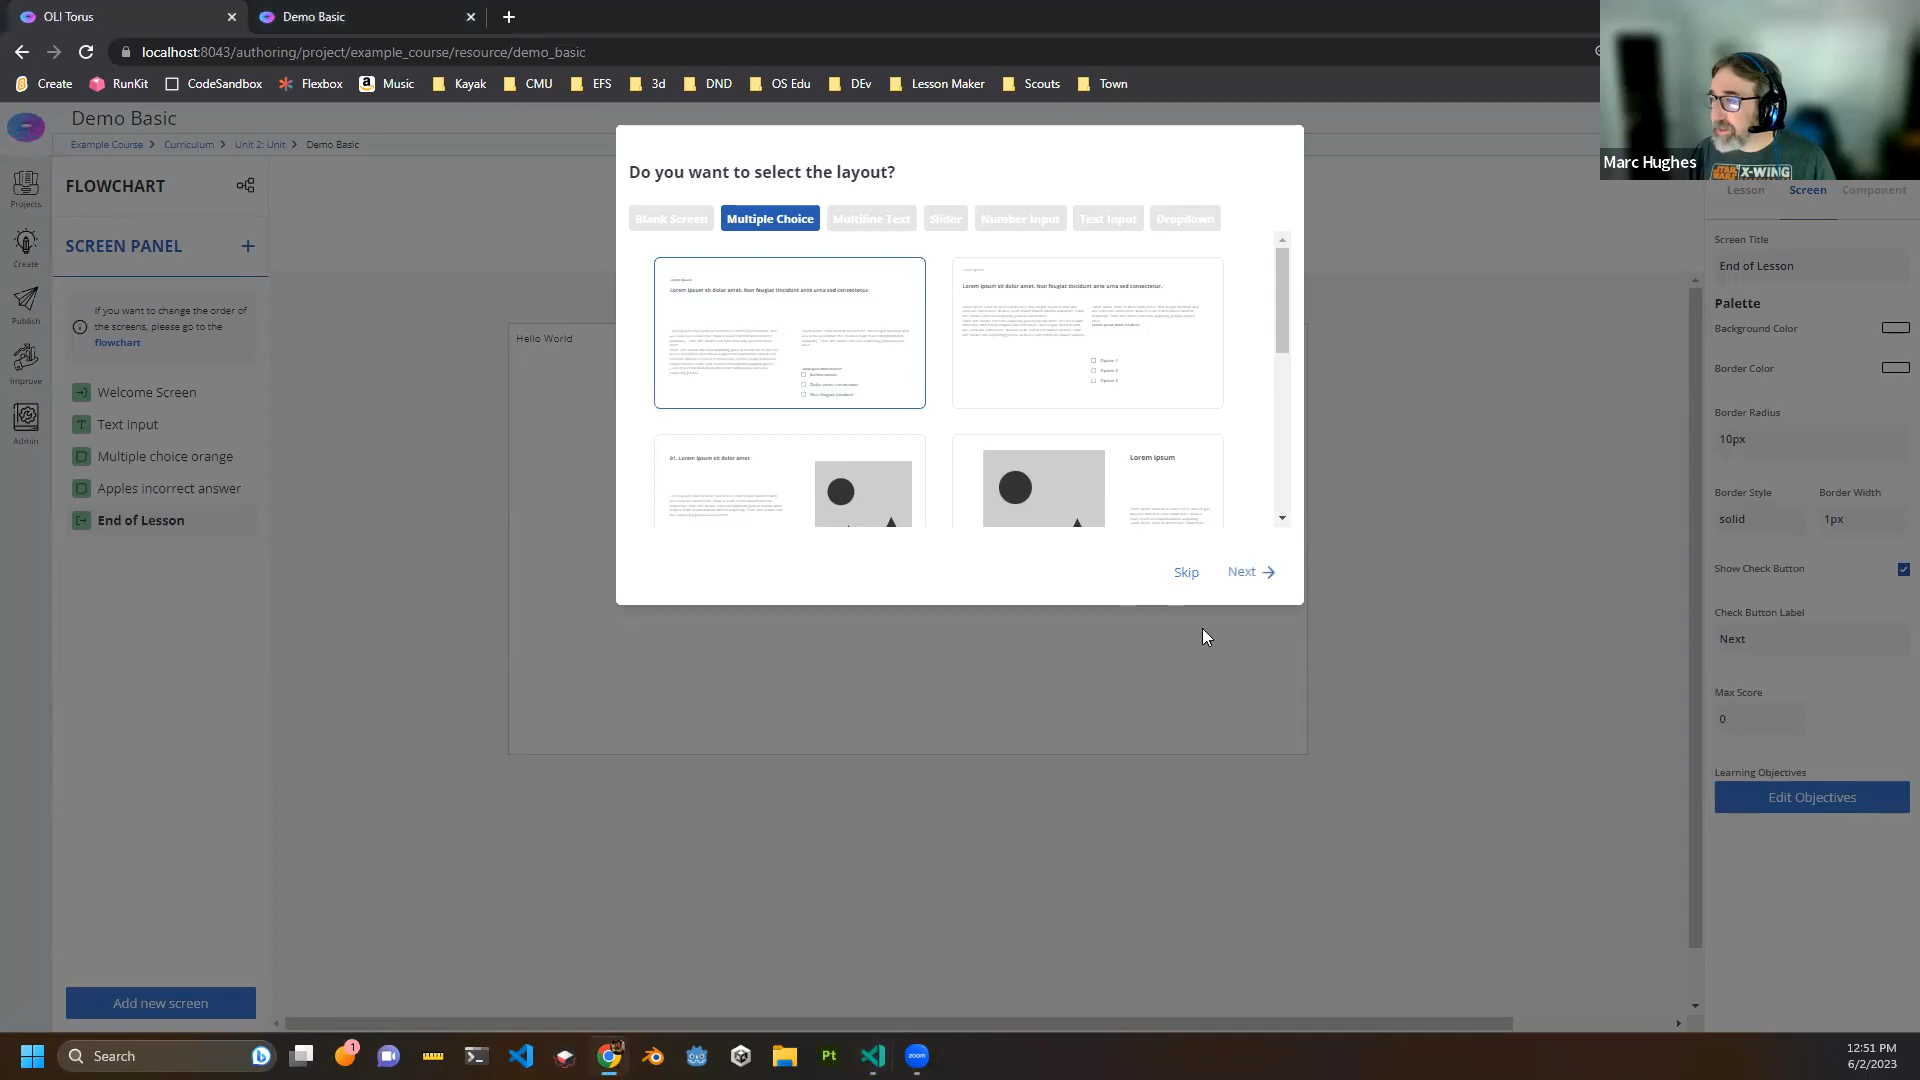 OLI Torus
Demo Basic
localhost:8043/authoring/project/example_course/resource/demo_basic
Create
RunKit
CodeSandbox
Flexbox
Music
Kayak
CMU
EFS
3d
DND
OS Edu
DEv
Lesson Maker
Scouts
Town
Marc Hughes
X-WING
Demo Basic
Example Course
Curriculum
Unit 2: Unit
Demo Basic
Projects
Create
Publish
Improve
Admin
FLOWCHART
SCREEN PANEL
If you want to change the order
of the screens, please go to the
flowchart
Welcome Screen
Text Input
Multiple choice orange
Apples incorrect answer
End of Lesson
Add new screen
Hello World
Do you want to select the layout?
Blank Screen
Multiple Choice
Multiline Text
Slider
Number Input
Text Input
Dropdown
Lorem ipsum sit dolor amet. Non feugiat tincidunt ante urna sed consectetur.
Lorem ipsum sit dolor amet. Non feugiat tincidunt ante urna sed consectetur.
Option 1
Option 2
Option 3
01. Lorem ipsum sit dolor amet
Lorem ipsum
Skip
Next
Lesson
Screen
Component
Screen Title
End of Lesson
Palette
Background Color
Border Color
Border Radius
10px
Border Style
Border Width
solid
1px
Show Check Button
Check Button Label
Next
Max Score
0
Learning Objectives
Edit Objectives
Search
1
Pt
zoom
12:51 PM
6/2/2023